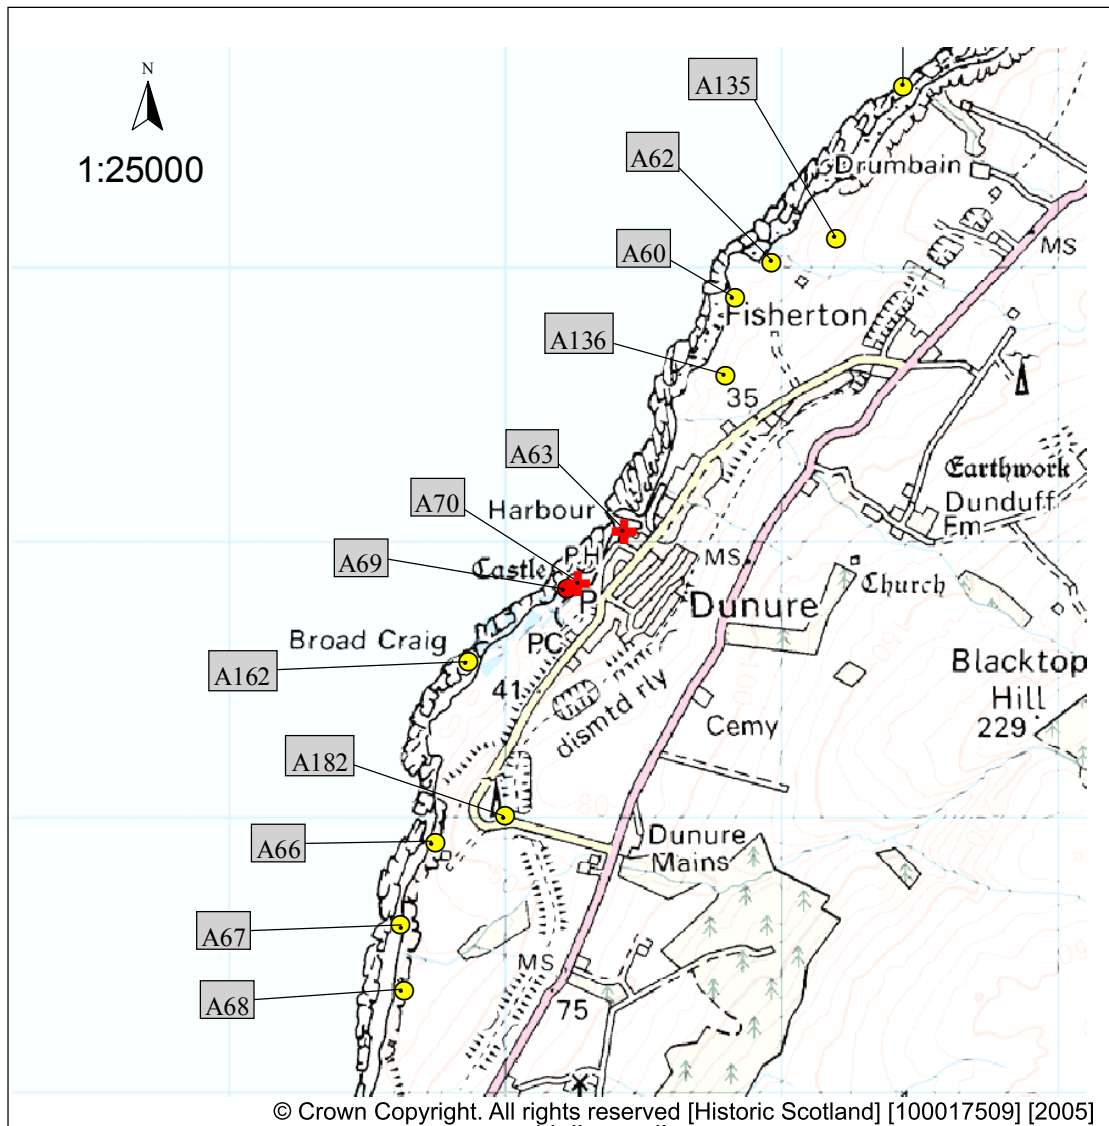 N
1:25000
A135
A62
Drumbain
MS
A60
Fisherton
A136
35
A63
Earthwork
Dunduff
Fm
A70
Harbour
P.H
MS
A69
Castle
P
Church
Dunure
Broad Craig
PC
A162
41
Blacktop
Hill
229
dismtd rly
Cemy
A182
80
Dunure
Mains
A66
A67
MS
A68
75
© Crown Copyright. All rights reserved [Historic Scotland] [100017509] [2005]